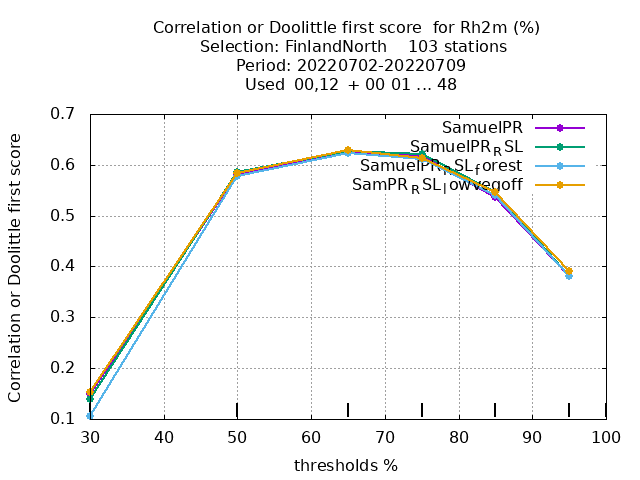 Correlation or Doolittle first score  for Rh2m (%)
Selection: FinlandNorth    103 stations
Period: 20220702-20220709
Used  00,12  + 00 01 ... 48
Correlation or Doolittle first score
0.7
0.6
0.5
0.4
0.3
0.2
0.1
SamuelPR
SamuelPR_RSL
SamuelPR_RSL_forest
SamPR_RSL_lowvegoff
30 40 50 60 70 80 90 100
thresholds %